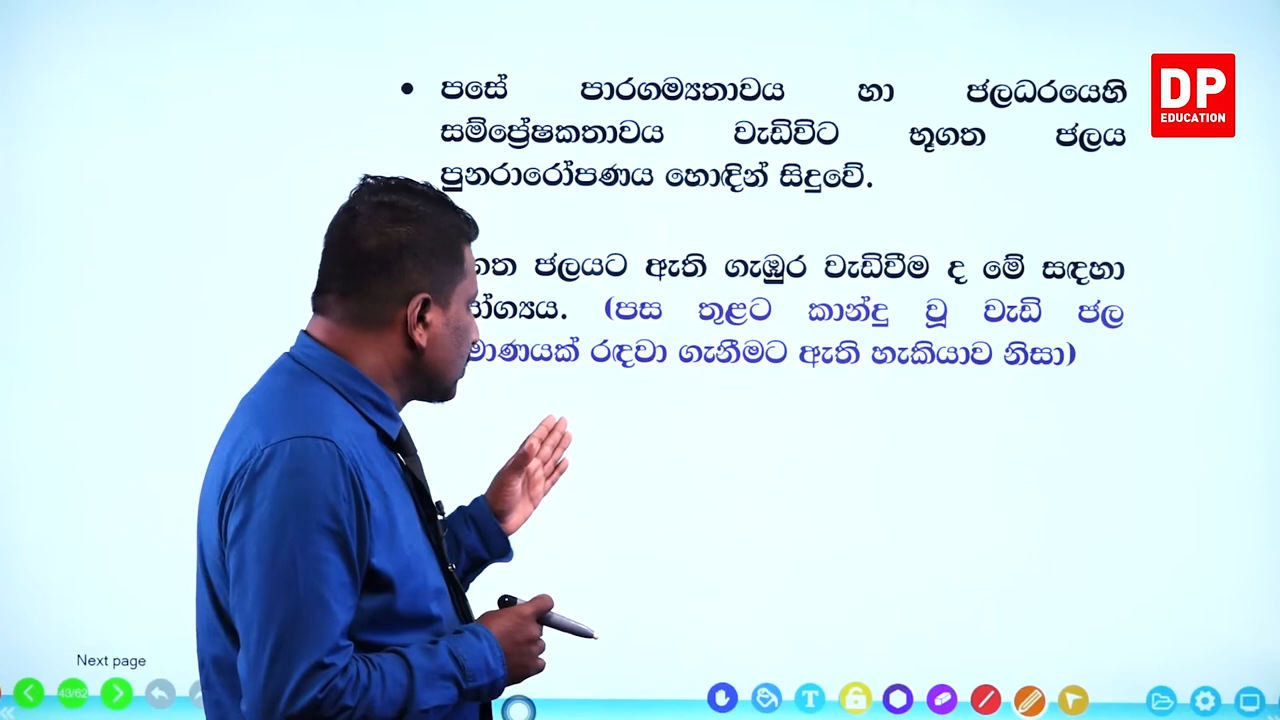 DP
EDUCATION
• පසේ පාරගම්‍යතාවය හා ජලධරයෙහි
සම්ප්‍රේෂකතාවය වැඩිවිට භූගත ජලය
පුනරාරෝපණය හොඳින් සිදුවේ.
ජලයට ඇති ගැඹුර වැඩිවීම ද මේ සඳහා
(පස තුළට කාන්දු වූ වැඩි ජල
රඳවා ගැනීමට ඇති හැකියාව නිසා)
Next page
43/62